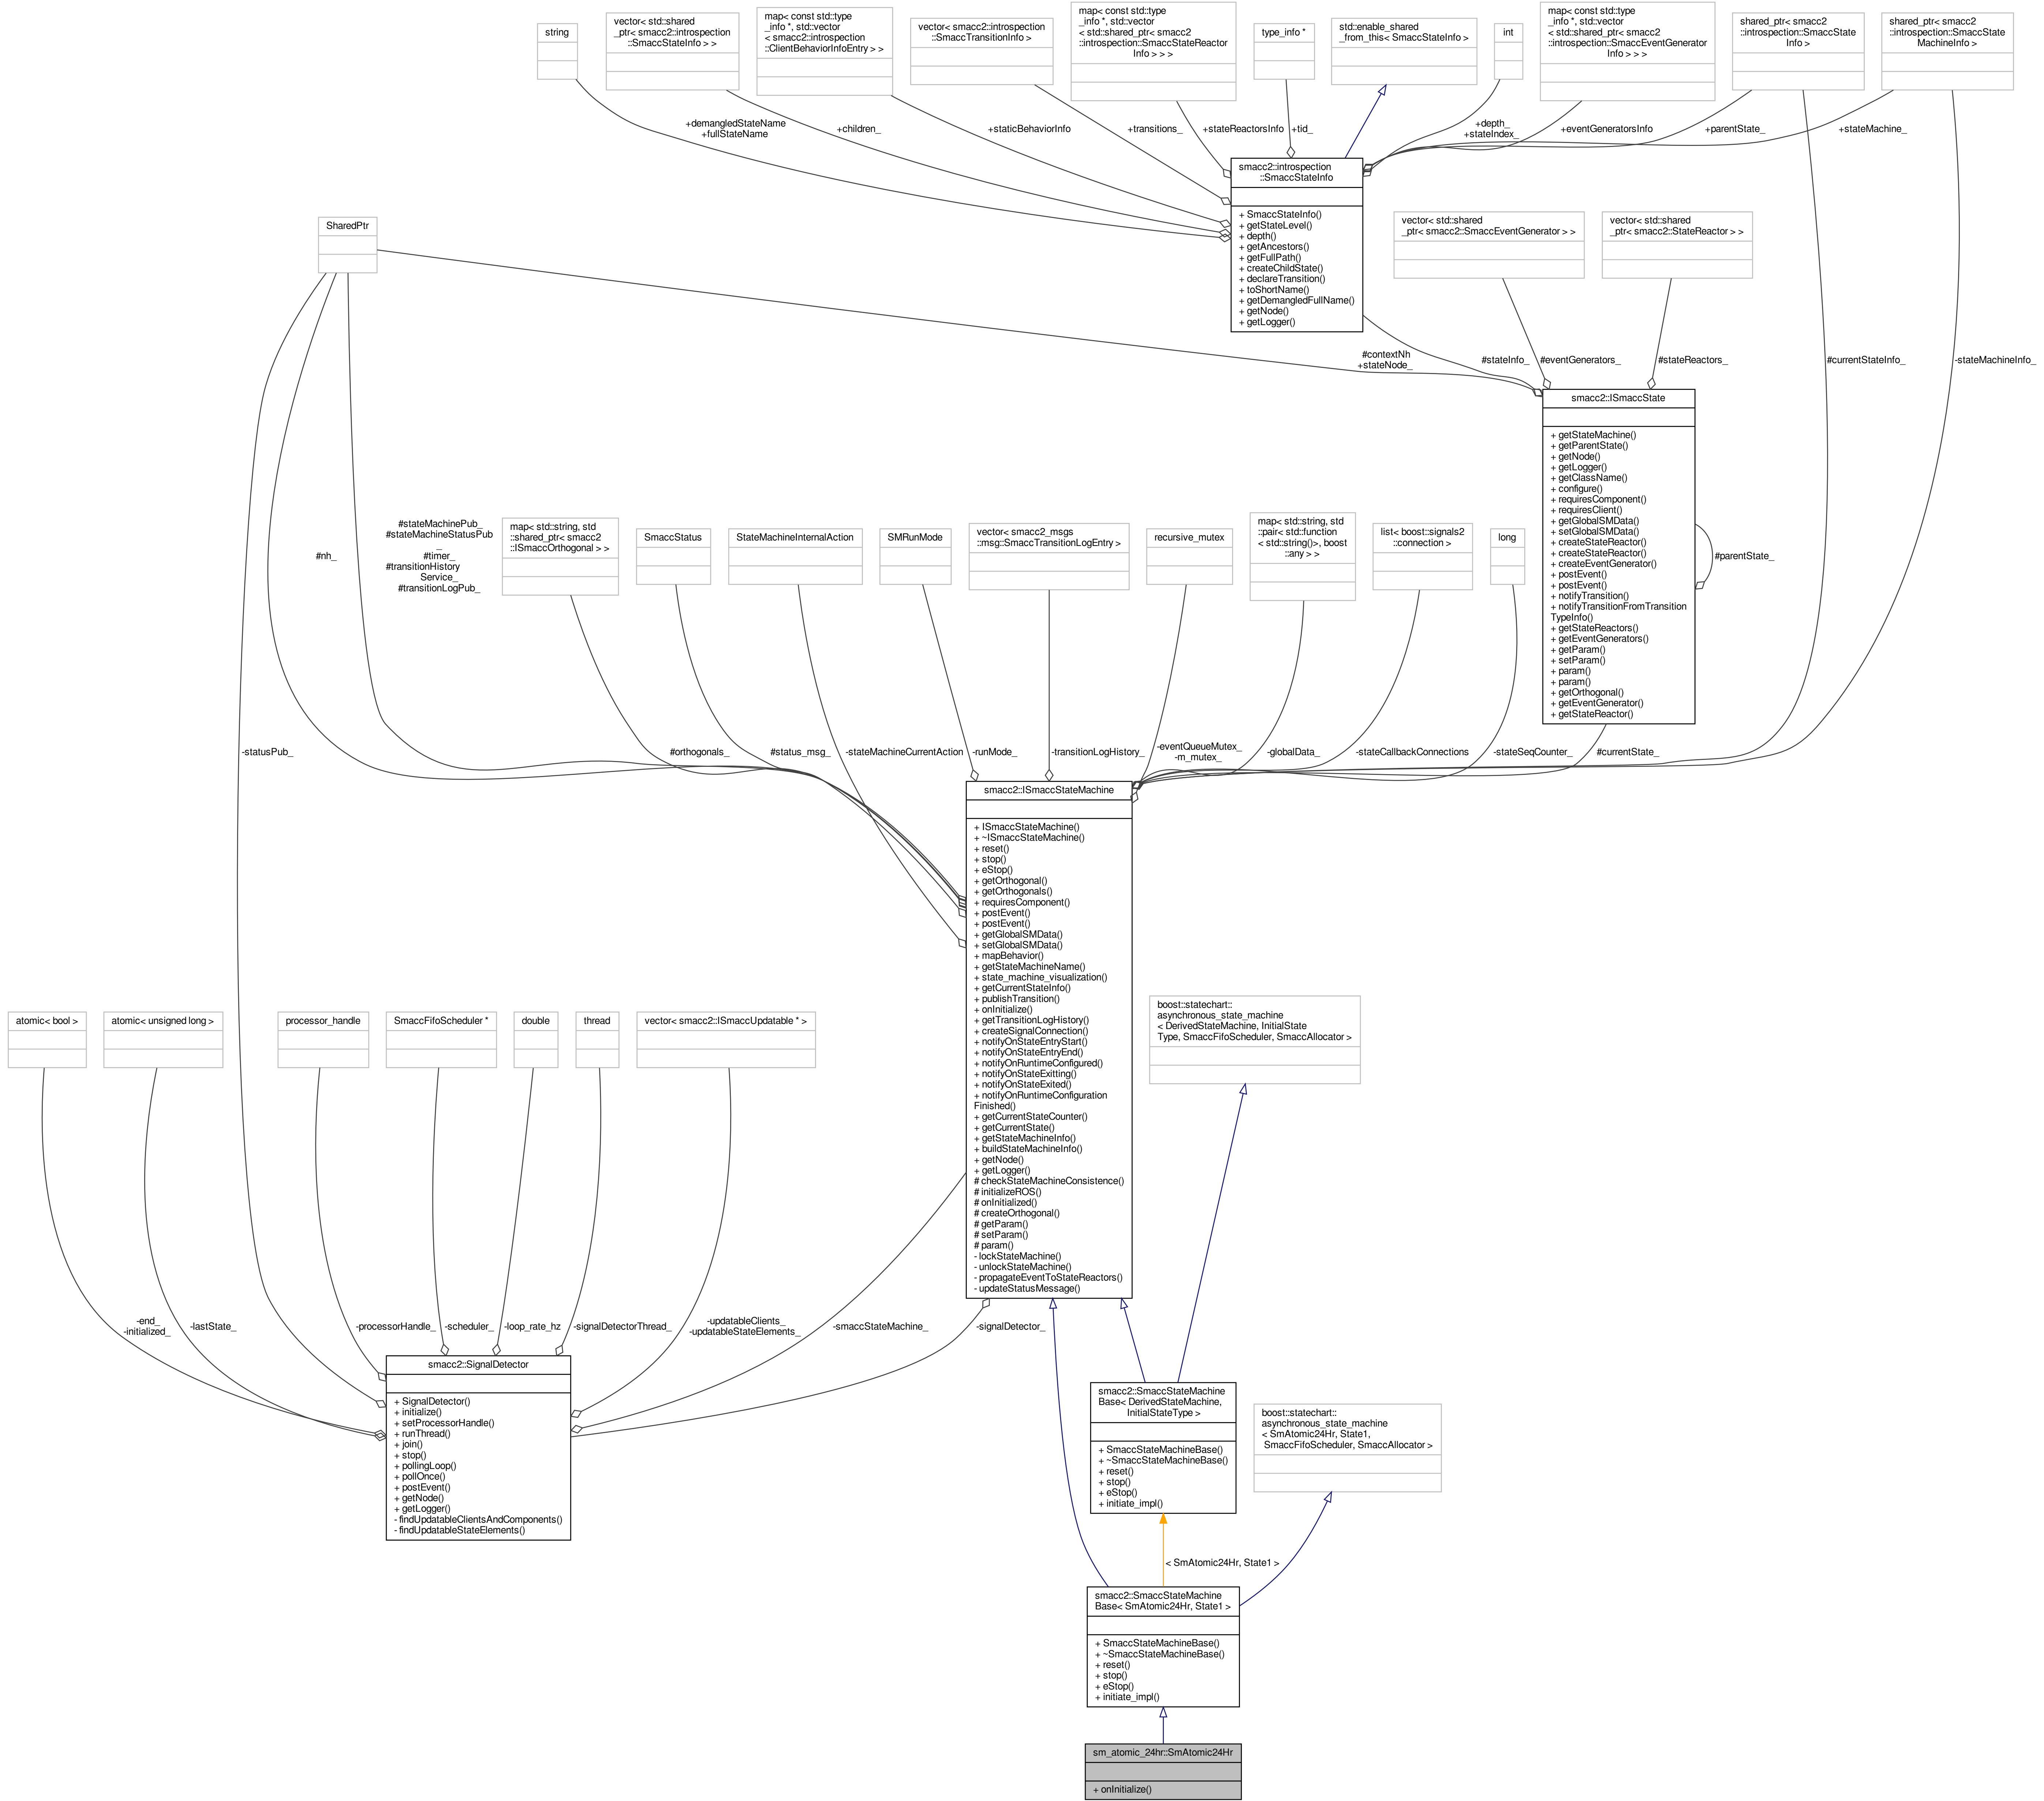 string
vector< std::shared
_ptr< smacc2::introspection
::SmaccStateInfo > >
map< const std::type
_info *, std::vector
< smacc2::introspection
::ClientBehaviorInfoEntry > >
vector< smacc2::introspection
::SmaccTransitionInfo >
map< const std::type
_info *, std::vector
< std::shared_ptr< smacc2
::introspection::SmaccStateReactor
Info > > >
type_info *
std::enable_shared
_from_this< SmaccStateInfo >
int
map< const std::type
_info *, std::vector
< std::shared_ptr< smacc2
::introspection::SmaccEventGenerator
Info > > >
shared_ptr< smacc2
::introspection::SmaccState
Info >
shared_ptr< smacc2
::introspection::SmaccState
MachineInfo >
+demangledStateName
+fullStateName
+children_
+staticBehaviorInfo
+transitions_
+stateReactorsInfo
+tid_
+depth_
+stateIndex_
+eventGeneratorsInfo
+parentState_
+stateMachine_
smacc2::introspection
::SmaccStateInfo
+ SmaccStateInfo()
+ getStateLevel()
+ depth()
+ getAncestors()
+ getFullPath()
+ createChildState()
+ declareTransition()
+ toShortName()
+ getDemangledFullName()
+ getNode()
+ getLogger()
SharedPtr
vector< std::shared
_ptr< smacc2::SmaccEventGenerator > >
vector< std::shared
_ptr< smacc2::StateReactor > >
#contextNh
+stateNode_
#stateInfo_
#eventGenerators_
#stateReactors_
#currentStateInfo_
-stateMachineInfo_
smacc2::ISmaccState
+ getStateMachine()
+ getParentState()
+ getNode()
+ getLogger()
+ getClassName()
+ configure()
+ requiresComponent()
+ requiresClient()
+ getGlobalSMData()
+ setGlobalSMData()
+ createStateReactor()
+ createStateReactor()
+ createEventGenerator()
+ postEvent()
+ postEvent()
+ notifyTransition()
+ notifyTransitionFromTransition
TypeInfo()
+ getStateReactors()
+ getEventGenerators()
+ getParam()
+ setParam()
+ param()
+ param()
+ getOrthogonal()
+ getEventGenerator()
+ getStateReactor()
#parentState_
#nh_
#stateMachinePub_
#stateMachineStatusPub
_
#timer_
#transitionHistory
Service_
#transitionLogPub_
map< std::string, std
::shared_ptr< smacc2
::ISmaccOrthogonal > >
SmaccStatus
StateMachineInternalAction
SMRunMode
vector< smacc2_msgs
::msg::SmaccTransitionLogEntry >
recursive_mutex
map< std::string, std
::pair< std::function
< std::string()>, boost
::any > >
list< boost::signals2
::connection >
long
-statusPub_
#orthogonals_
#status_msg_
-stateMachineCurrentAction
-runMode_
-transitionLogHistory_
-eventQueueMutex_
-m_mutex_
-globalData_
-stateCallbackConnections
-stateSeqCounter_
#currentState_
smacc2::ISmaccStateMachine
+ ISmaccStateMachine()
+ ~ISmaccStateMachine()
+ reset()
+ stop()
+ eStop()
+ getOrthogonal()
+ getOrthogonals()
+ requiresComponent()
+ postEvent()
+ postEvent()
+ getGlobalSMData()
+ setGlobalSMData()
+ mapBehavior()
+ getStateMachineName()
+ state_machine_visualization()
+ getCurrentStateInfo()
+ publishTransition()
+ onInitialize()
+ getTransitionLogHistory()
+ createSignalConnection()
+ notifyOnStateEntryStart()
+ notifyOnStateEntryEnd()
+ notifyOnRuntimeConfigured()
+ notifyOnStateExitting()
+ notifyOnStateExited()
+ notifyOnRuntimeConfiguration
Finished()
+ getCurrentStateCounter()
+ getCurrentState()
+ getStateMachineInfo()
+ buildStateMachineInfo()
+ getNode()
+ getLogger()
# checkStateMachineConsistence()
# initializeROS()
# onInitialized()
# createOrthogonal()
# getParam()
# setParam()
# param()
- lockStateMachine()
- unlockStateMachine()
- propagateEventToStateReactors()
- updateStatusMessage()
atomic< bool >
atomic< unsigned long >
processor_handle
SmaccFifoScheduler *
double
thread
vector< smacc2::ISmaccUpdatable * >
boost::statechart::
asynchronous_state_machine
< DerivedStateMachine, InitialState
Type, SmaccFifoScheduler, SmaccAllocator >
-end_
-initialized_
-lastState_
-processorHandle_
-scheduler_
-loop_rate_hz
-signalDetectorThread_
-updatableClients_
-updatableStateElements_
-smaccStateMachine_
-signalDetector_
smacc2::SignalDetector
+ SignalDetector()
+ initialize()
+ setProcessorHandle()
+ runThread()
+ join()
+ stop()
+ pollingLoop()
+ pollOnce()
+ postEvent()
+ getNode()
+ getLogger()
- findUpdatableClientsAndComponents()
- findUpdatableStateElements()
smacc2::SmaccStateMachine
Base< DerivedStateMachine,
InitialStateType >
+ SmaccStateMachineBase()
+ ~SmaccStateMachineBase()
+ reset()
+ stop()
+ eStop()
+ initiate_impl()
boost::statechart::
asynchronous_state_machine
< SmAtomic24Hr, State1,
SmaccFifoScheduler, SmaccAllocator >
< SmAtomic24Hr, State1 >
smacc2::SmaccStateMachine
Base< SmAtomic24Hr, State1 >
+ SmaccStateMachineBase()
+ ~SmaccStateMachineBase()
+ reset()
+ stop()
+ eStop()
+ initiate_impl()
sm_atomic_24hr::SmAtomic24Hr
+ onInitialize()